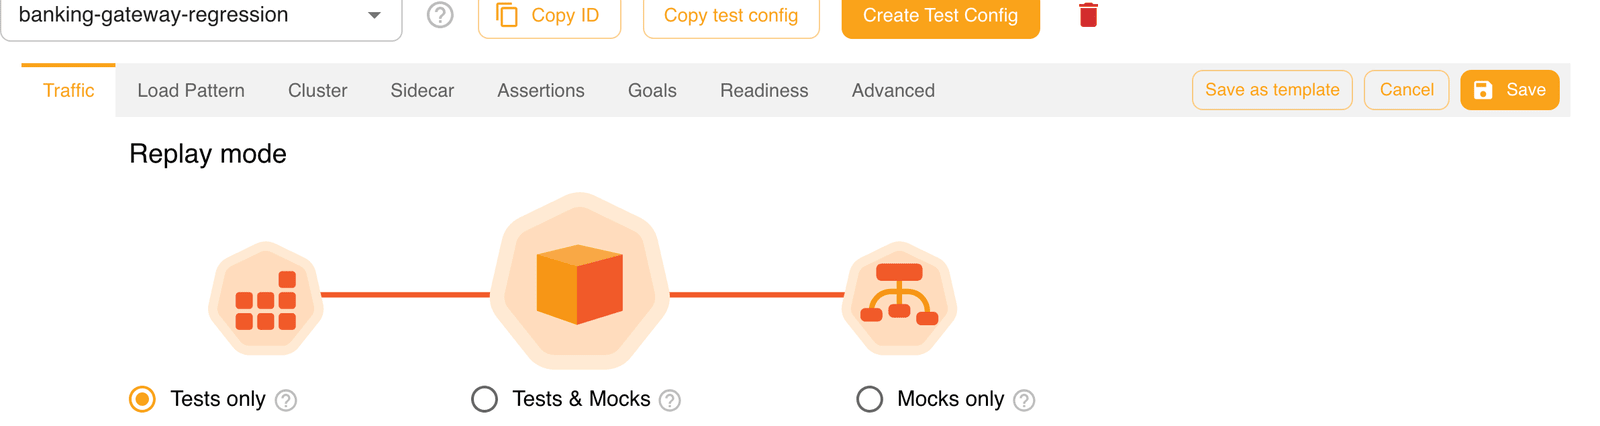 banking-gateway-regression ? Copy ID Copy test config Create Test Config
Traffic Load Pattern Cluster Sidecar Assertions Goals Readiness Advanced Save as template Cancel Save
Replay mode
Tests only ? Tests & Mocks ? Mocks only ?